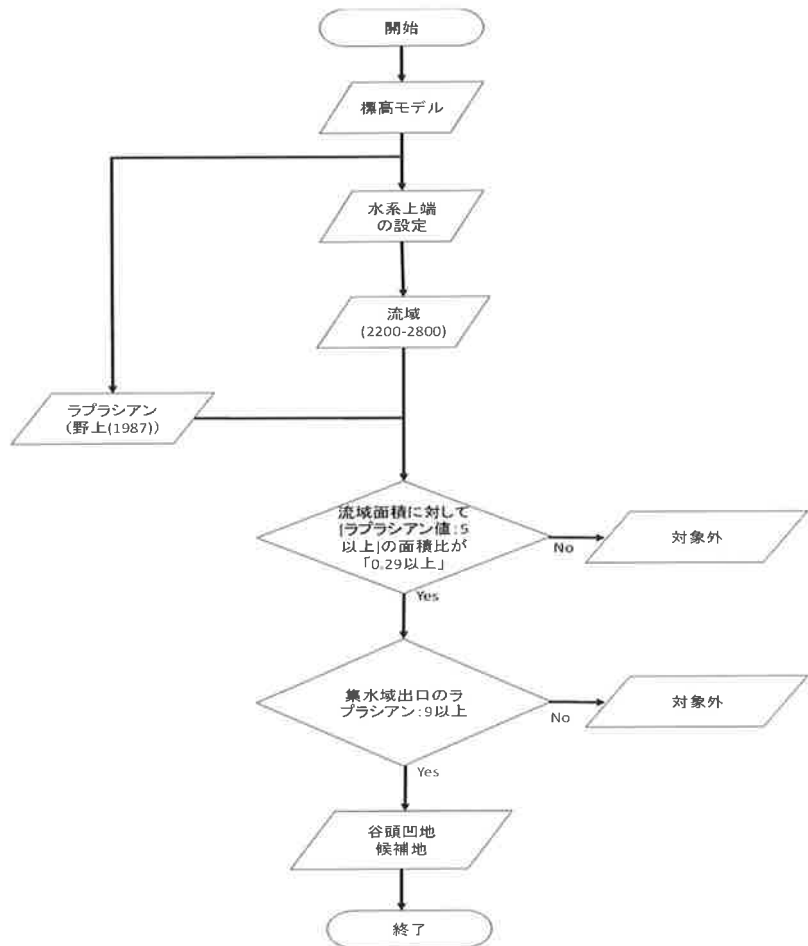 開始
標高モデル
水系上端
の設定
流域
(2200-2800)
ラプラシアン
(野上(1987))
流域面積に対して
[ラプラシアン値:5
以上]の面積比が
「0.29以上」
No
対象外
Yes
集水域出口のラ
プラシアン:9以上
No
対象外
Yes
谷頭凹地
候補地
終了